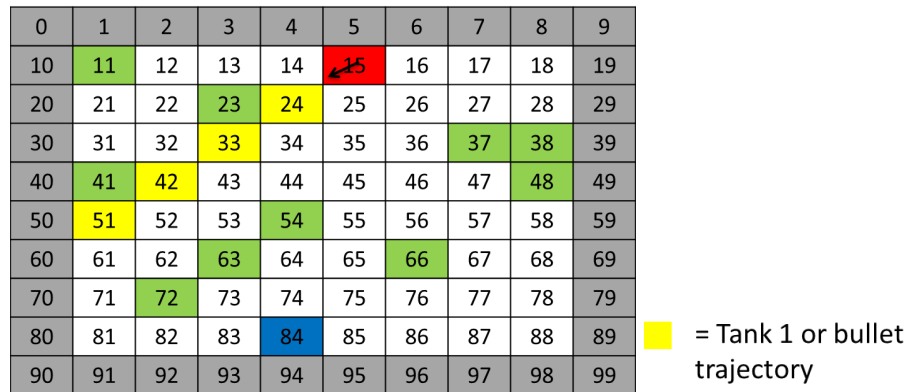 0 1 2 3 4 5 6 7 8 9
10 11 12 13 14 15 16 17 18 19
20 21 22 23 24 25 26 27 28 29
30 31 32 33 34 35 36 37 38 39
40 41 42 43 44 45 46 47 48 49
50 51 52 53 54 55 56 57 58 59
60 61 62 63 64 65 66 67 68 69
70 71 72 73 74 75 76 77 78 79
80 81 82 83 84 85 86 87 88 89
90 91 92 93 94 95 96 97 98 99
= Tank 1 or bullet
trajectory